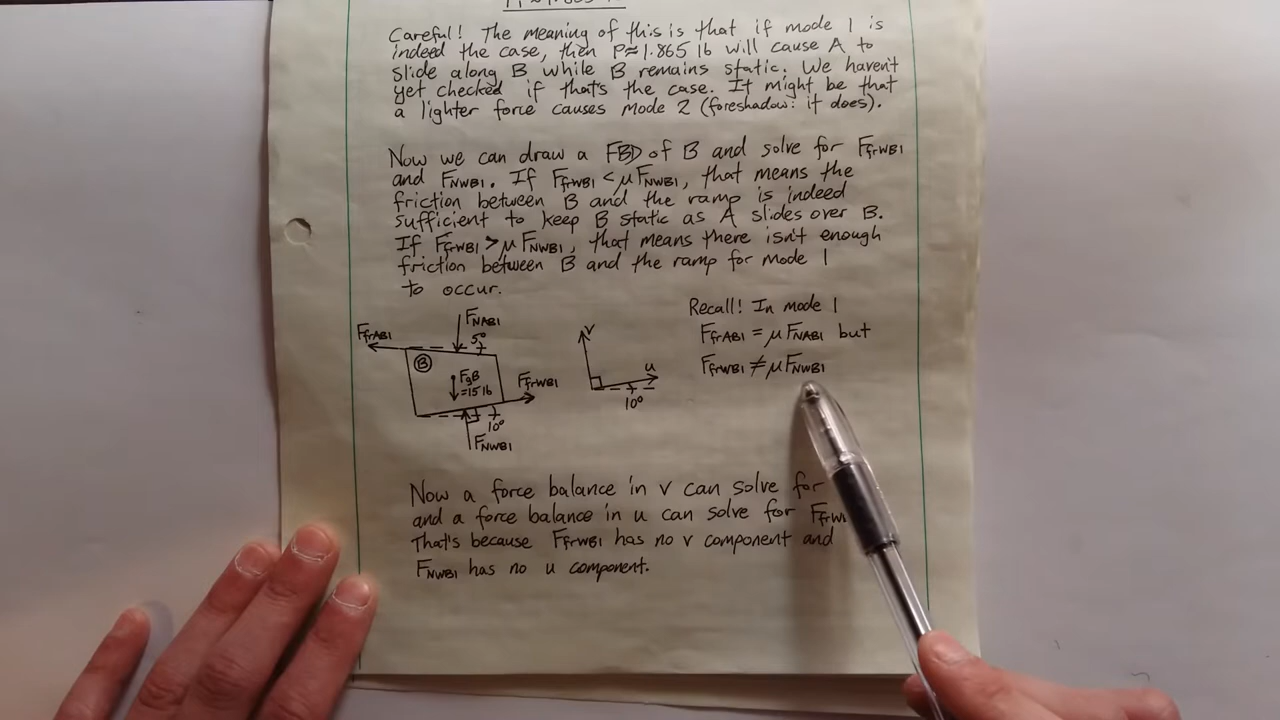 Careful! The meaning of this is that if mode 1 is
indeed the case, then P≈1.865 lb will cause A to
slide along B while B remains static. We haven't
yet checked if that's the case. It might be that
a lighter force causes mode 2 (foreshadow: it does).
Now we can draw a FBD of B and solve for FfrWB1
and FNWB1. If FfrWB1 < μFNWB1, that means the
friction between B and the ramp is indeed
sufficient to keep B static as A slides over B.
If FfrWB1 > μFNWB1, that means there isn't enough
friction between B and the ramp for mode 1
to occur.
Recall! In mode 1
FfrAB1 = μFNAB1 but
FfrWB1 ≠ μFNWB1
FNAB1
FfrAB1
5°
B
FgB
=15 lb
FfrWB1
10°
FNWB1
v
u
10°
Now a force balance in v can solve for
and a force balance in u can solve for
That's because FfrWB1 has no v component and
FNWB1 has no u component.